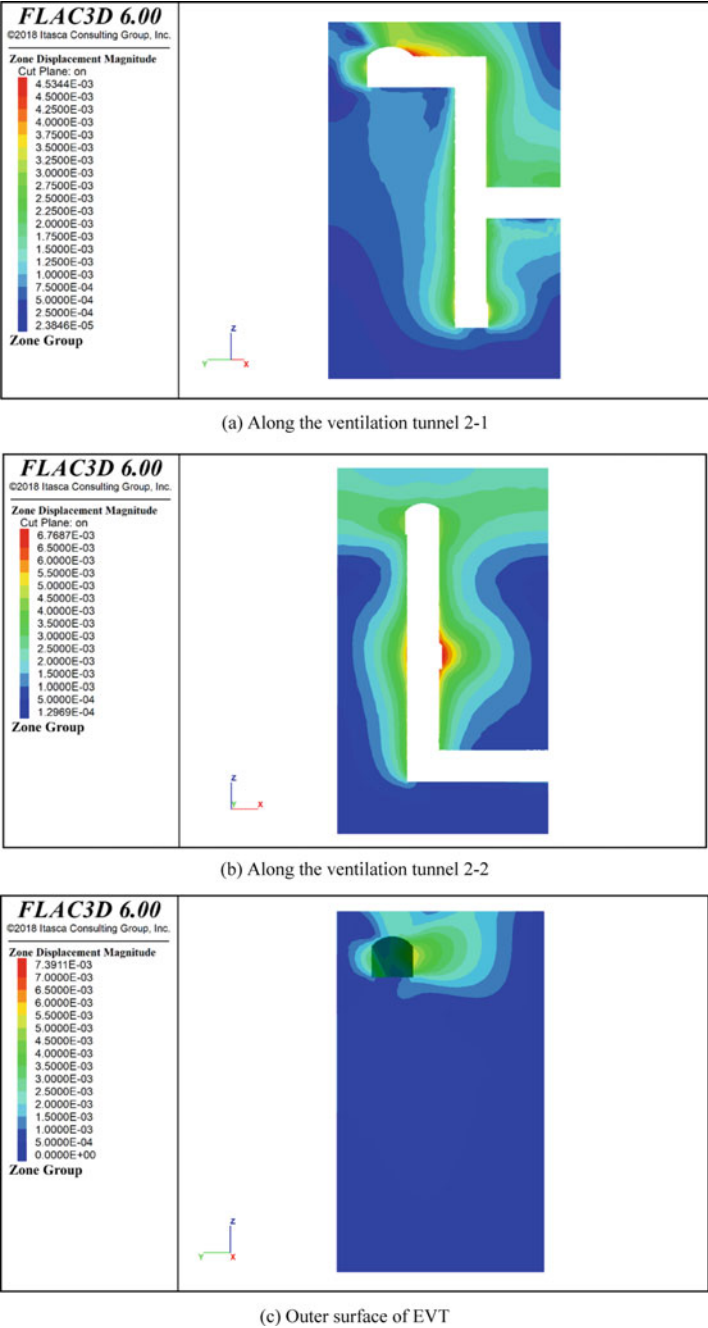 FLAC3D 6.00
©2018 Itasca Consulting Group, Inc.
Zone Displacement Magnitude
Cut Plane: on
4.5344E-03
4.5000E-03
4.2500E-03
4.0000E-03
3.7500E-03
3.5000E-03
3.2500E-03
3.0000E-03
2.7500E-03
2.5000E-03
2.2500E-03
2.0000E-03
1.7500E-03
1.5000E-03
1.2500E-03
1.0000E-03
7.5000E-04
5.0000E-04
2.3846E-05
Zone Group
Z
Y X
(a) Along the ventilation tunnel 2-1
FLAC3D 6.00
©2018 Itasca Consulting Group, Inc.
Zone Displacement Magnitude
Cut Plane: on
6.7687E-03
6.5000E-03
6.0000E-03
5.5000E-03
5.0000E-03
4.5000E-03
4.0000E-03
3.5000E-03
3.0000E-03
2.5000E-03
2.0000E-03
1.5000E-03
1.0000E-03
5.0000E-04
1.2969E-04
Zone Group
Z
Y X
(b) Along the ventilation tunnel 2-2
FLAC3D 6.00
©2018 Itasca Consulting Group, Inc.
Zone Displacement Magnitude
7.3911E-03
7.0000E-03
6.5000E-03
6.0000E-03
5.5000E-03
5.0000E-03
4.5000E-03
4.0000E-03
3.5000E-03
3.0000E-03
2.5000E-03
2.0000E-03
1.5000E-03
1.0000E-03
5.0000E-04
0.0000E+00
Zone Group
Z
Y X
(c) Outer surface of EVT